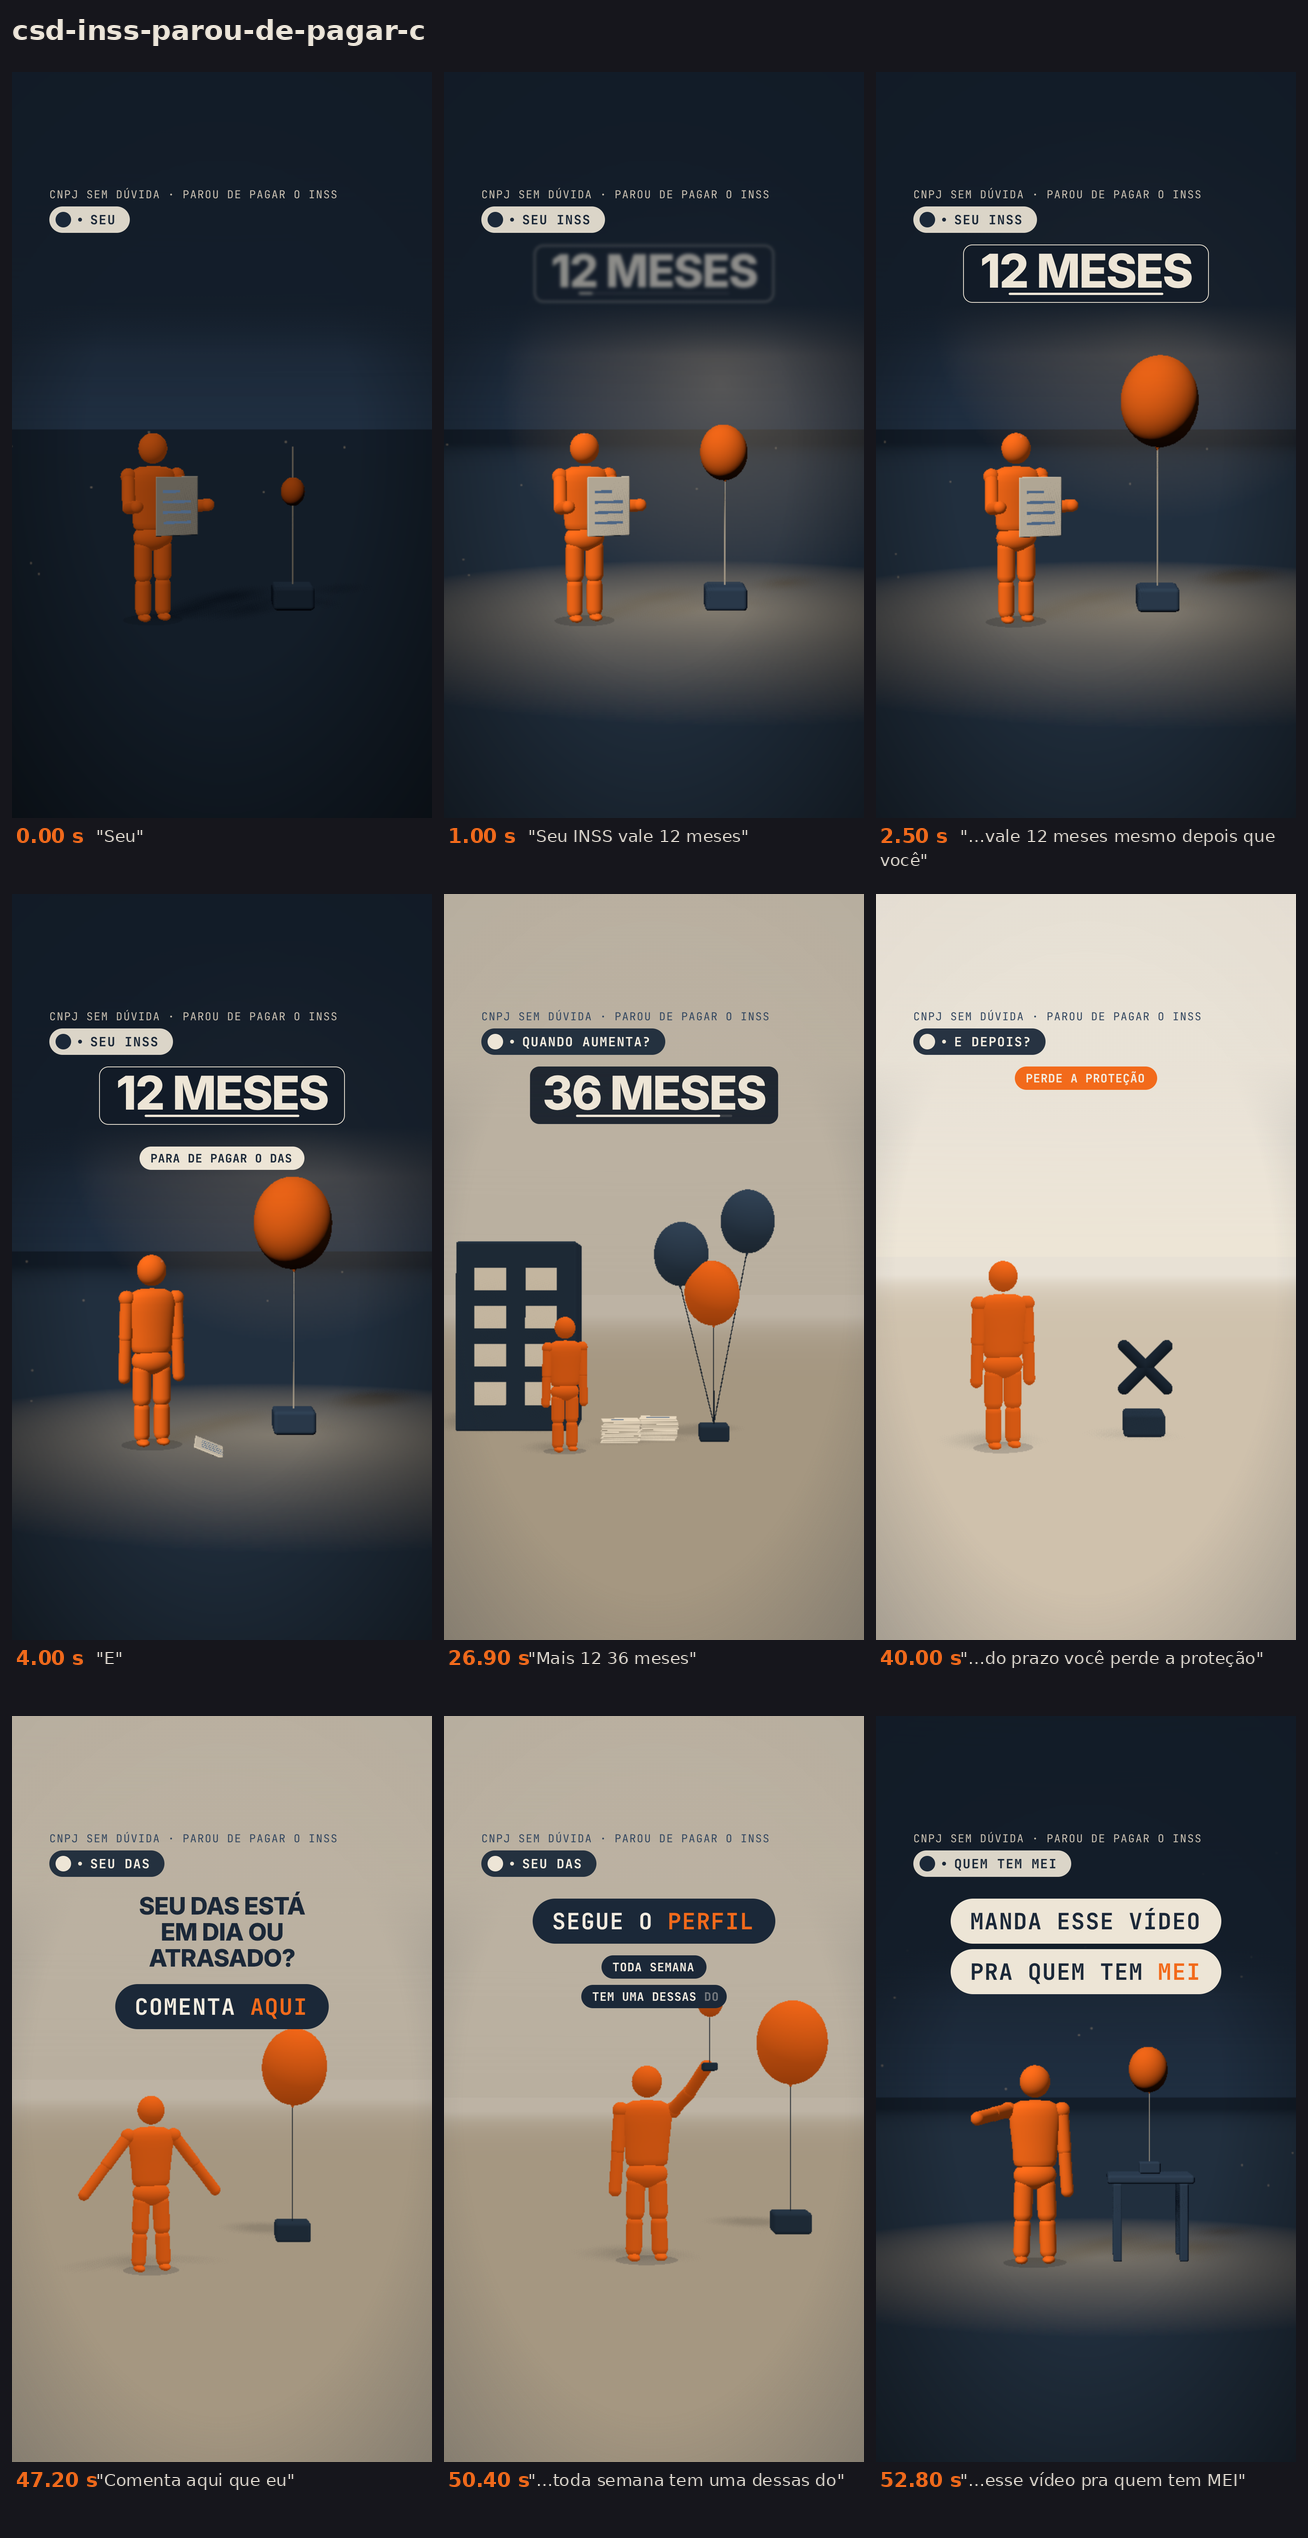 csd-inss-parou-de-pagar-c
CNPJ SEM DÚVIDA · PAROU DE PAGAR O INSS
• SEU
0.00 s "Seu"
CNPJ SEM DÚVIDA · PAROU DE PAGAR O INSS
• SEU INSS
12 MESES
1.00 s "Seu INSS vale 12 meses"
CNPJ SEM DÚVIDA · PAROU DE PAGAR O INSS
• SEU INSS
12 MESES
2.50 s "...vale 12 meses mesmo depois que
você"
CNPJ SEM DÚVIDA · PAROU DE PAGAR O INSS
• SEU INSS
12 MESES
PARA DE PAGAR O DAS
4.00 s "E"
CNPJ SEM DÚVIDA · PAROU DE PAGAR O INSS
• QUANDO AUMENTA?
36 MESES
26.90 s "Mais 12 36 meses"
CNPJ SEM DÚVIDA · PAROU DE PAGAR O INSS
• E DEPOIS?
PERDE A PROTEÇÃO
40.00 s "...do prazo você perde a proteção"
CNPJ SEM DÚVIDA · PAROU DE PAGAR O INSS
• SEU DAS
SEU DAS ESTÁ
EM DIA OU
ATRASADO?
COMENTA AQUI
47.20 s "Comenta aqui que eu"
CNPJ SEM DÚVIDA · PAROU DE PAGAR O INSS
• SEU DAS
SEGUE O PERFIL
TODA SEMANA
TEM UMA DESSAS DO
50.40 s "...toda semana tem uma dessas do"
CNPJ SEM DÚVIDA · PAROU DE PAGAR O INSS
• QUEM TEM MEI
MANDA ESSE VÍDEO
PRA QUEM TEM MEI
52.80 s "...esse vídeo pra quem tem MEI"